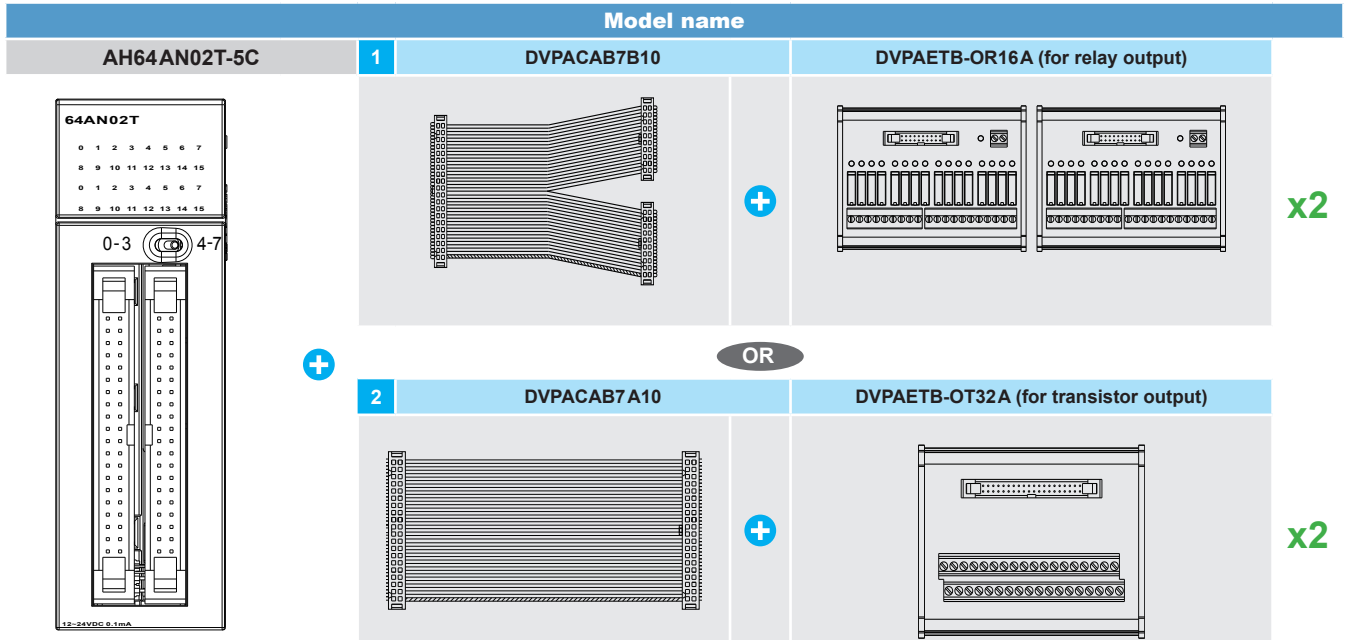 Model name
AH64AN02T-5C
1
DVPACAB7B10
DVPAETB-OR16A (for relay output)
64AN02T
0 1 2 3 4 5 6 7
8 9 10 11 12 13 14 15
0 1 2 3 4 5 6 7
8 9 10 11 12 13 14 15
0-3
4-7
12~24VDC 0.1mA
x2
OR
2
DVPACAB7A10
DVPAETB-OT32A (for transistor output)
x2